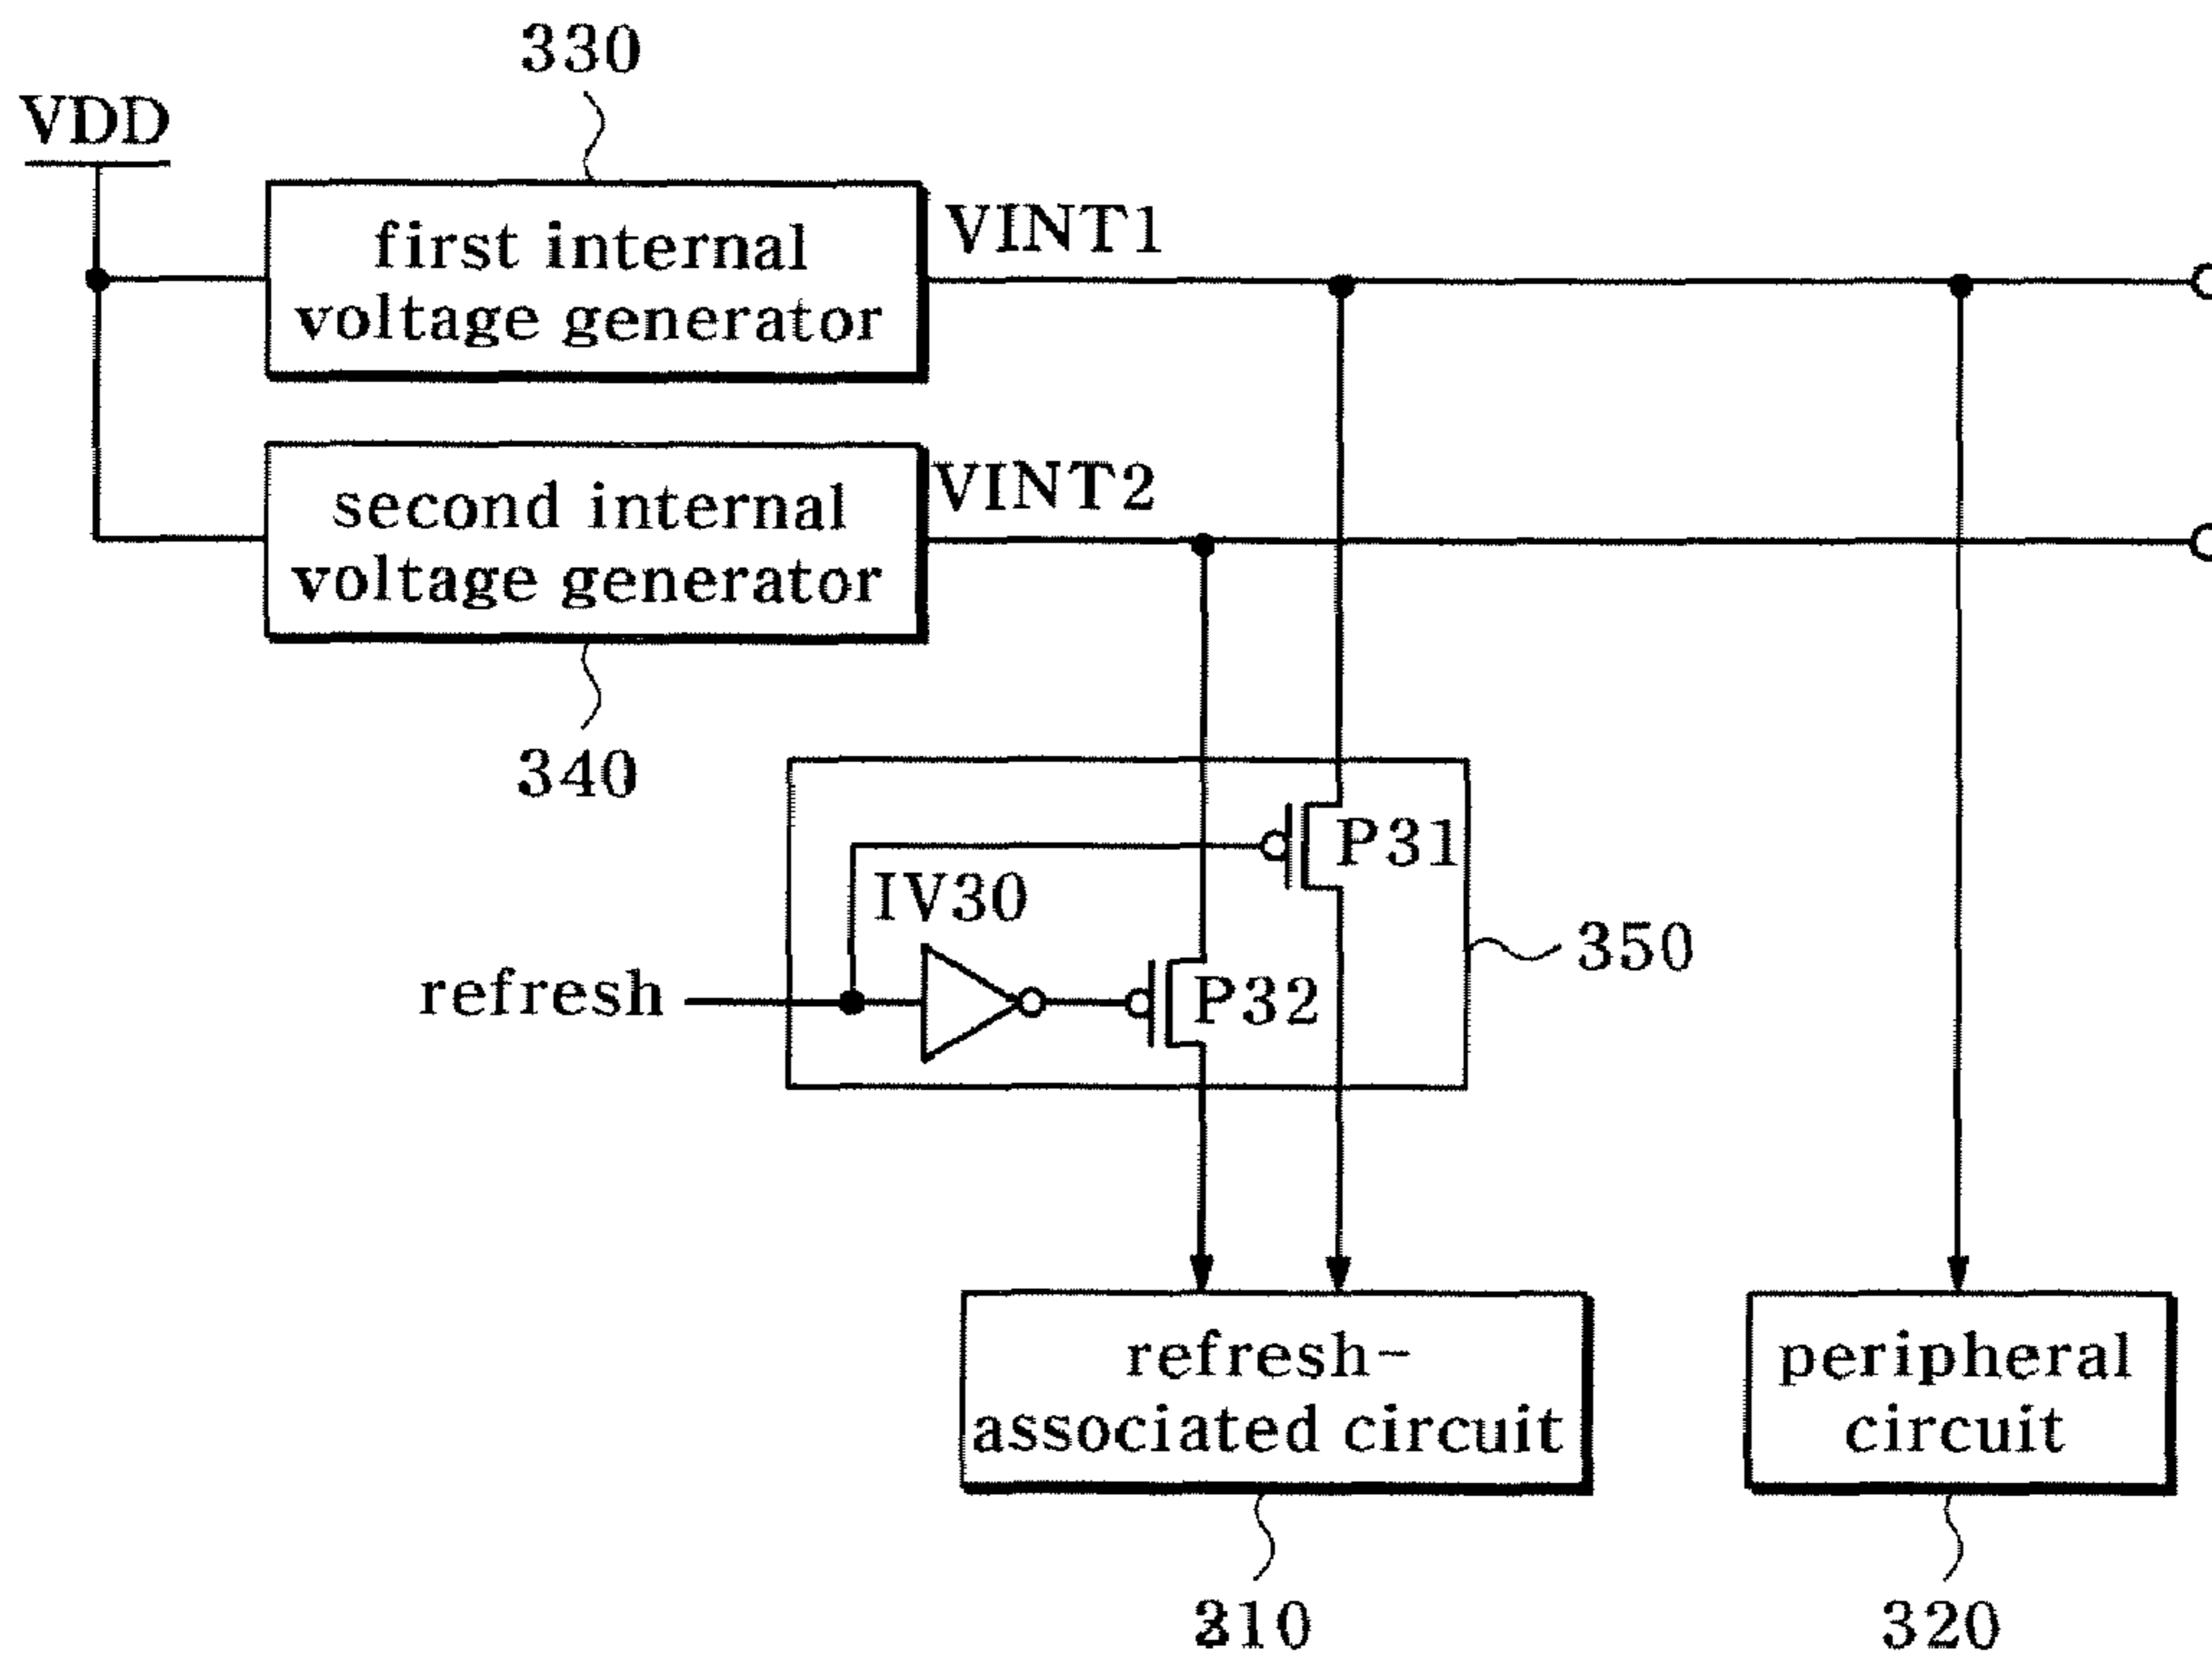 330
VDD
first internal
voltage generator
VINT1
second internal
voltage generator
VINT2
340
P31
IV30
350
refresh
P32
refresh-
associated circuit
peripheral
circuit
310
320